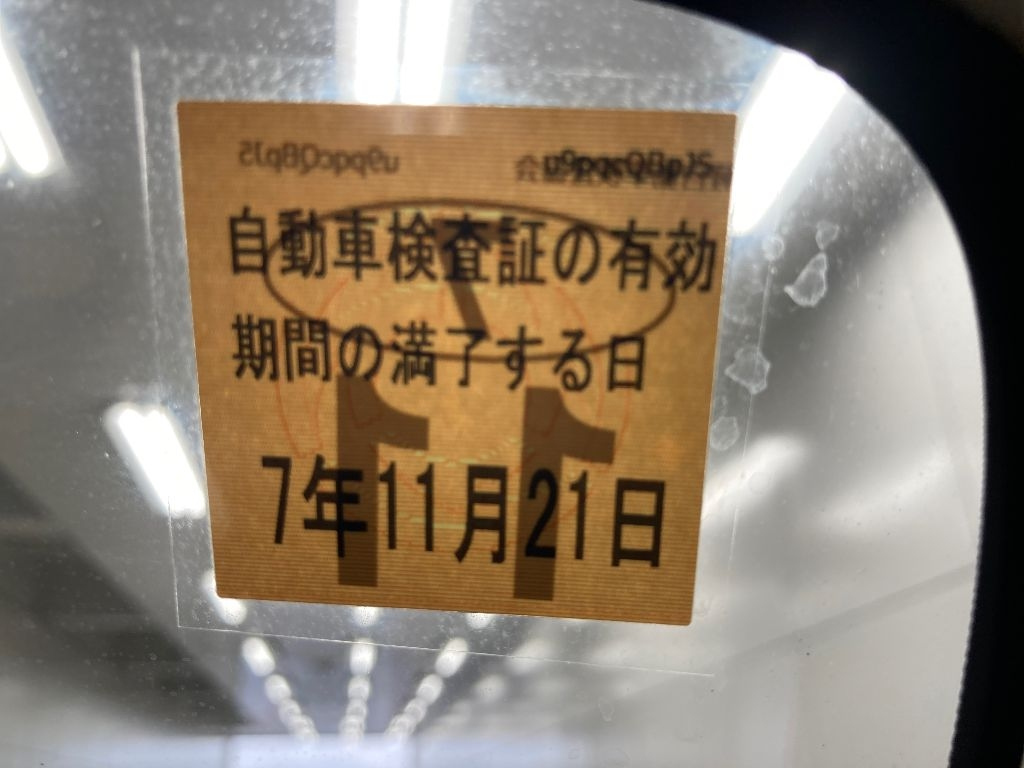 自動車検査証の有効
期間の満了する日
7年11月21日